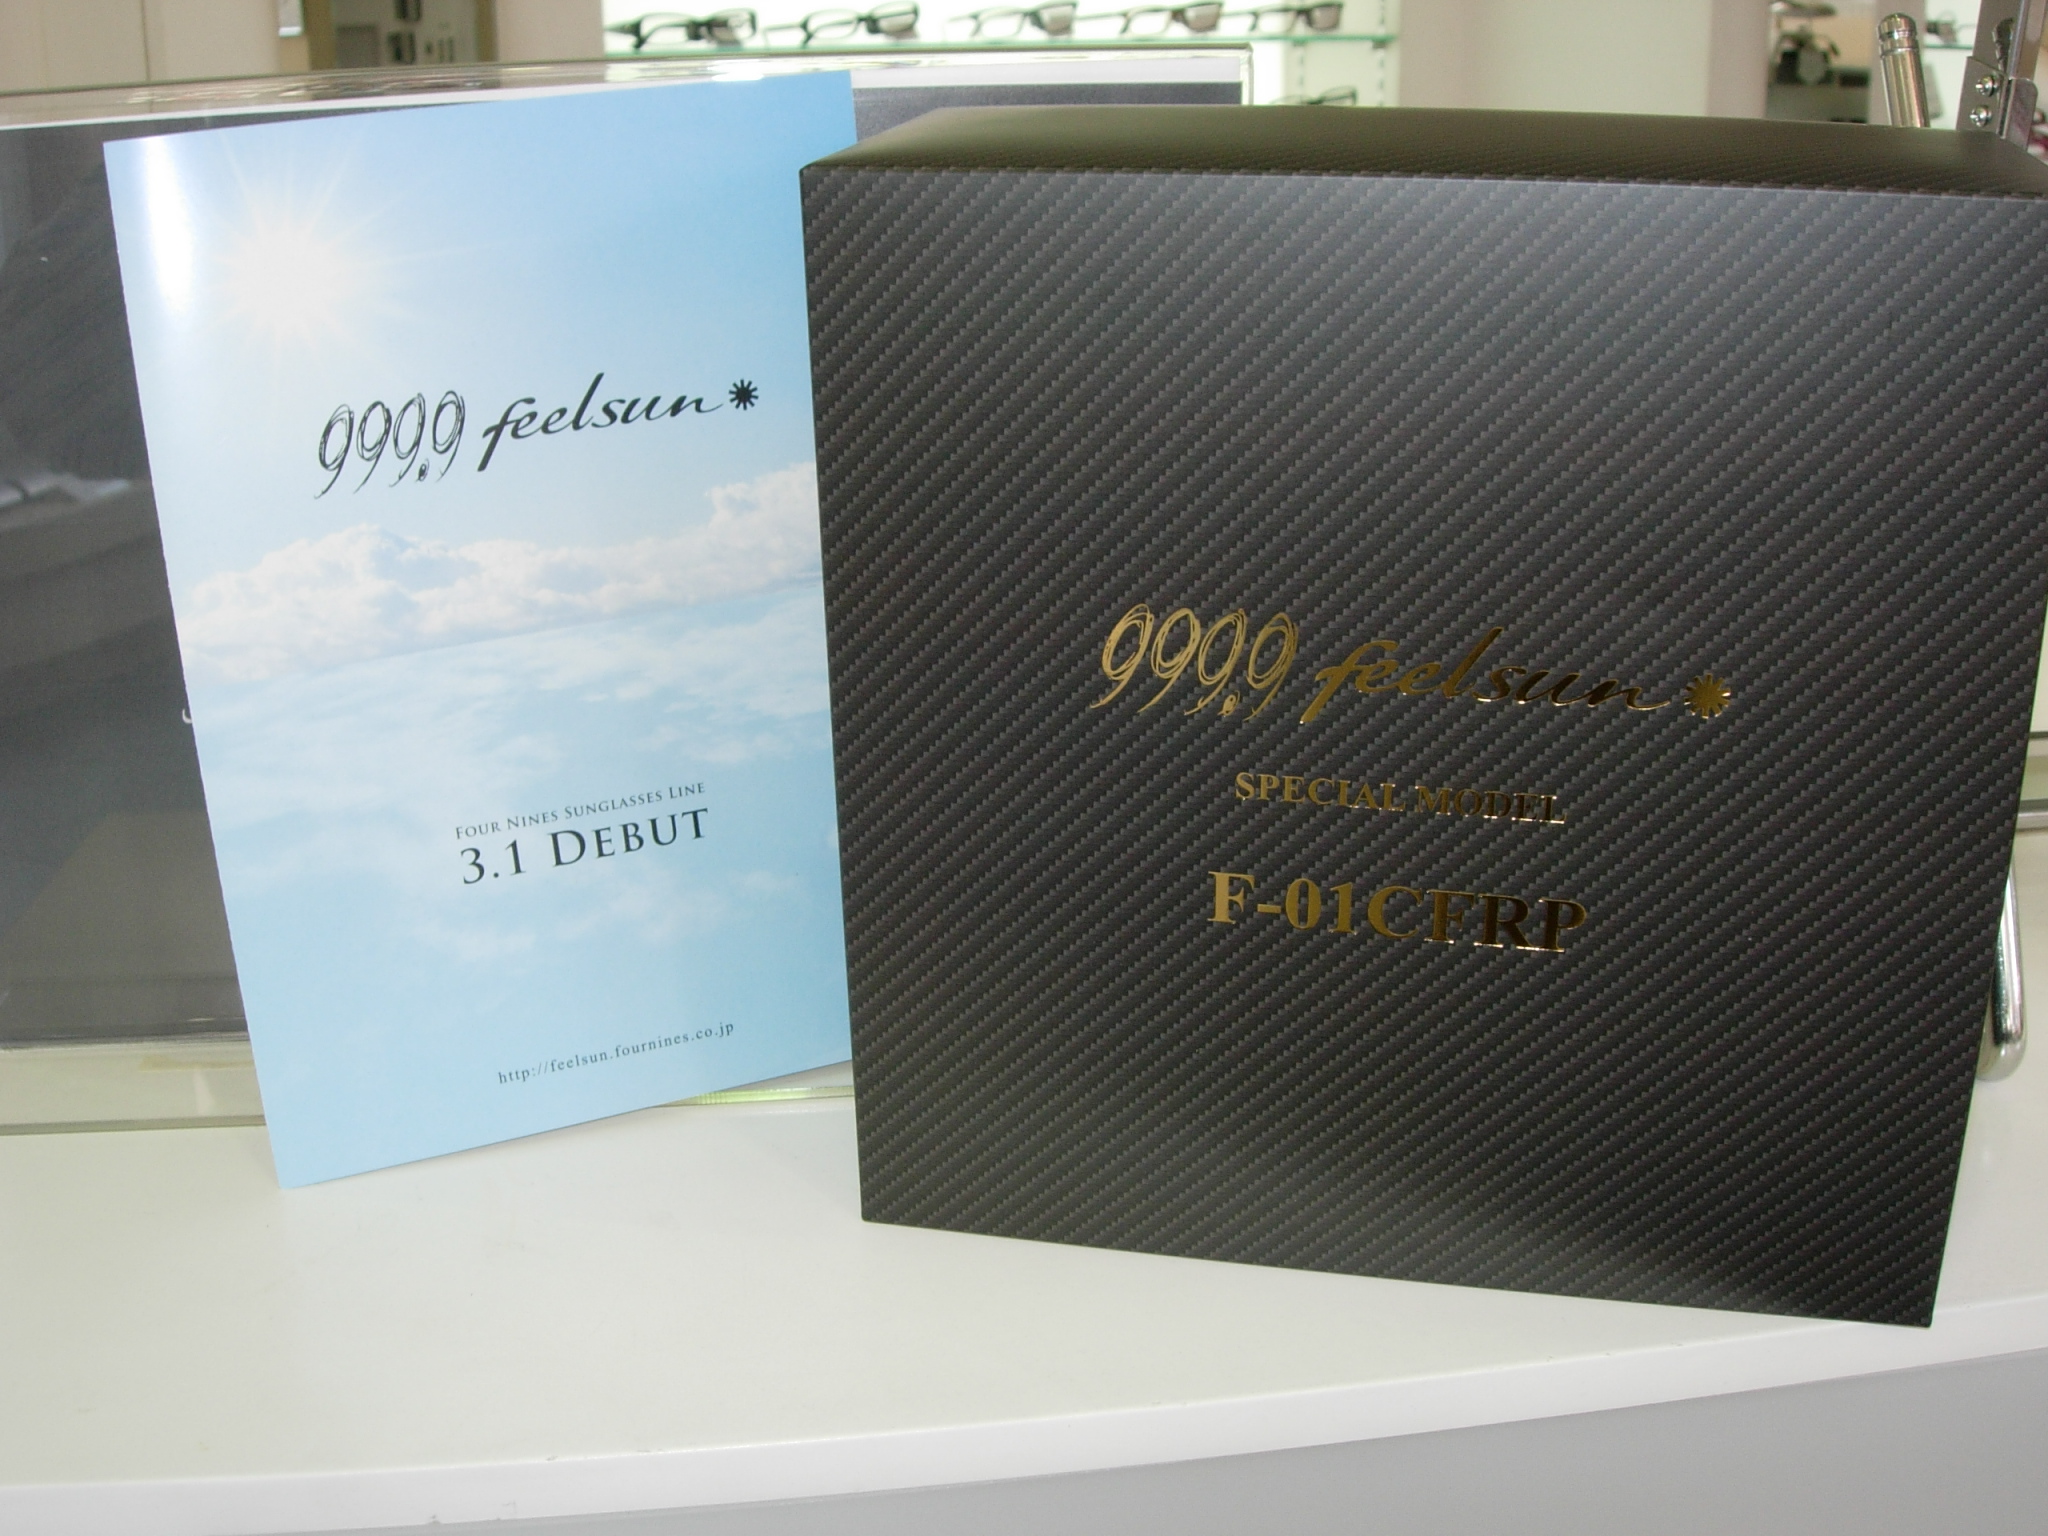 999.9 feelsun*
FOUR NINES SUNGLASSES LINE
3.1 DEBUT
http://feelsun.fournines.co.jp
999.9 feelsun*
SPECIAL MODEL
F-01CFRP